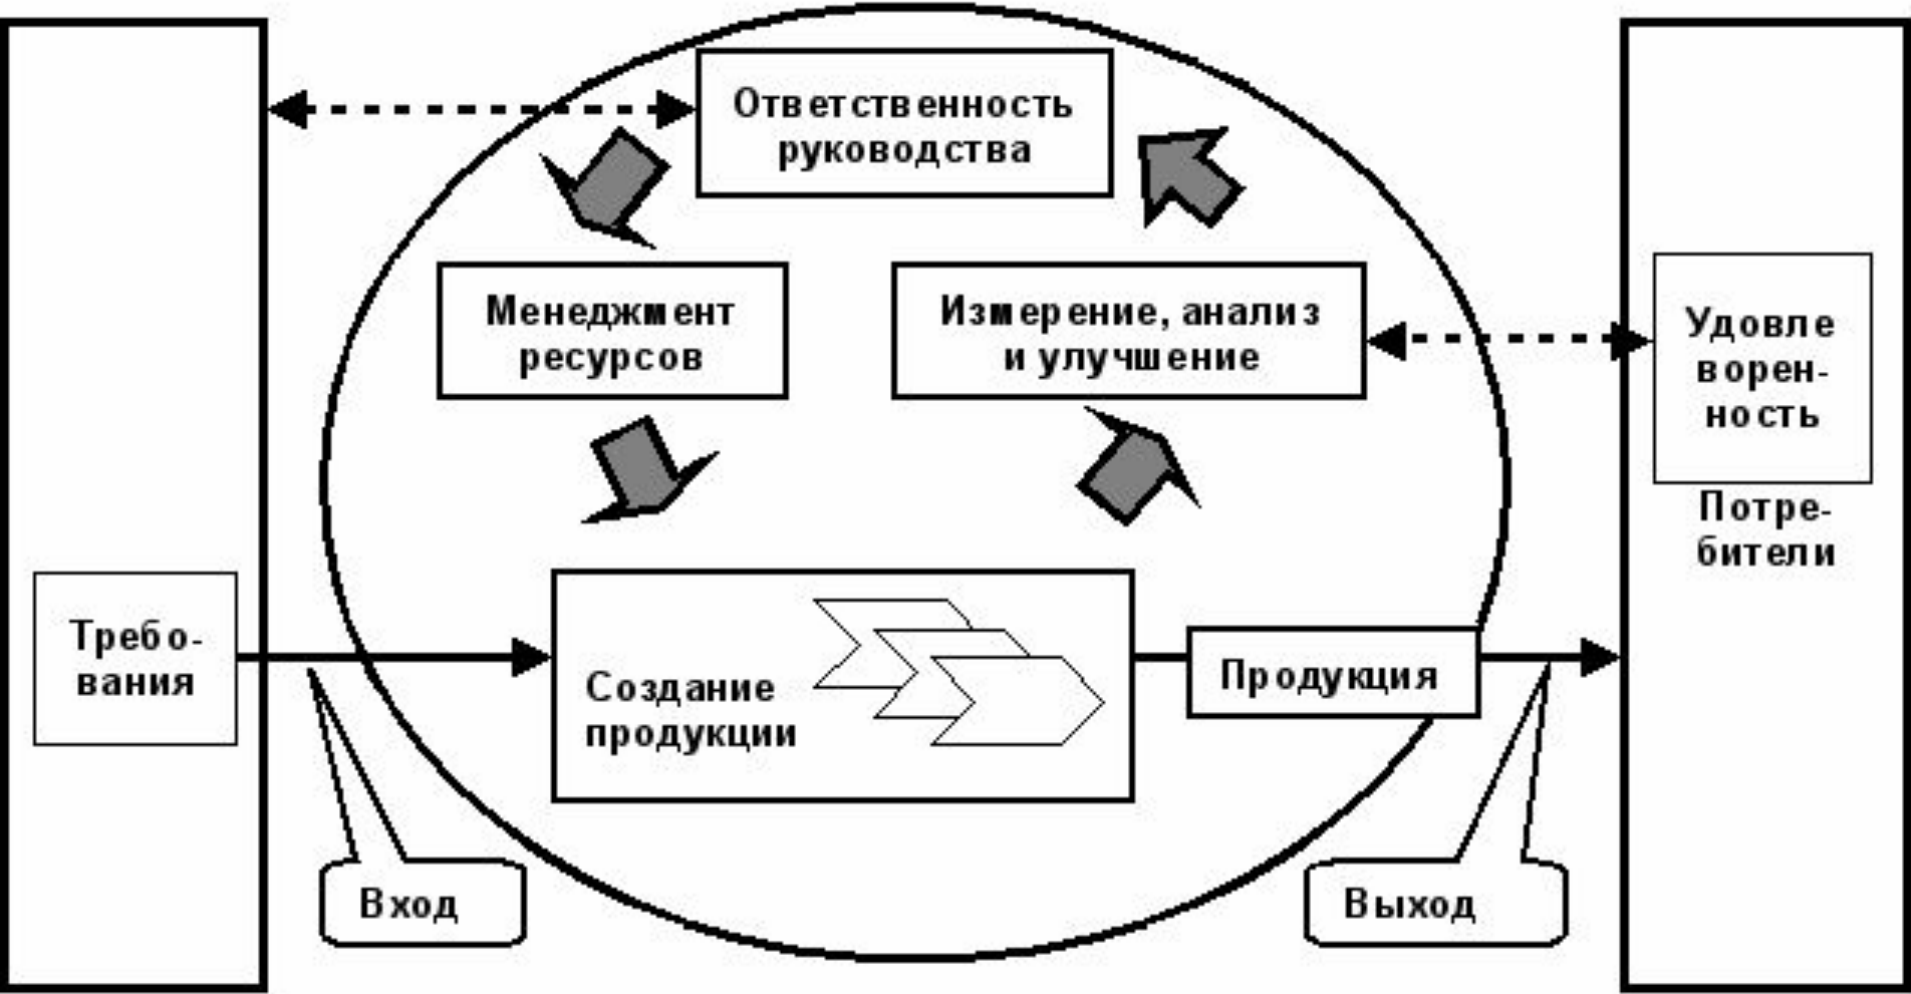 Ответственность
руководства
Менеджмент
ресурсов
Измерение, анализ
и улучшение
Удовле
ворен-
ность
Потре-
бители
Требо-
вания
Создание
продукции
Продукция
Вход
Выход